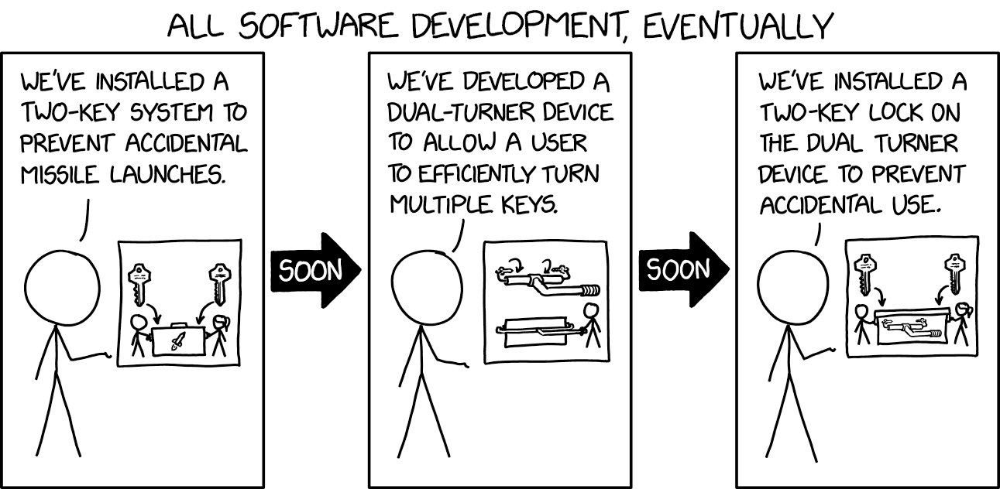 ALL SOFTWARE DEVELOPMENT, EVENTUALLY
WE'VE INSTALLED A
TWO-KEY SYSTEM TO
PREVENT ACCIDENTAL
MISSILE LAUNCHES.
SOON
WE'VE DEVELOPED A
DUAL-TURNER DEVICE
TO ALLOW A USER
TO EFFICIENTLY TURN
MULTIPLE KEYS.
SOON
WE'VE INSTALLED A
TWO-KEY LOCK ON
THE DUAL TURNER
DEVICE TO PREVENT
ACCIDENTAL USE.